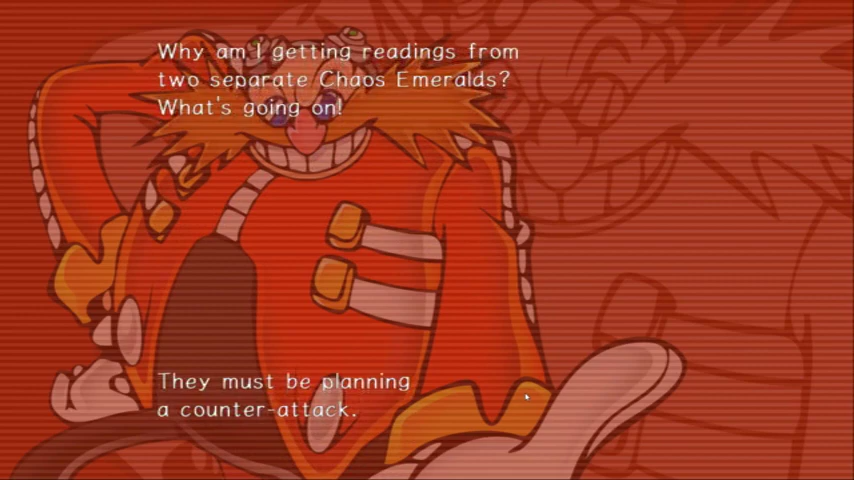 Why am I getting readings from
two separate Chaos Emeralds?
What's going on!
They must be planning
a counter-attack.